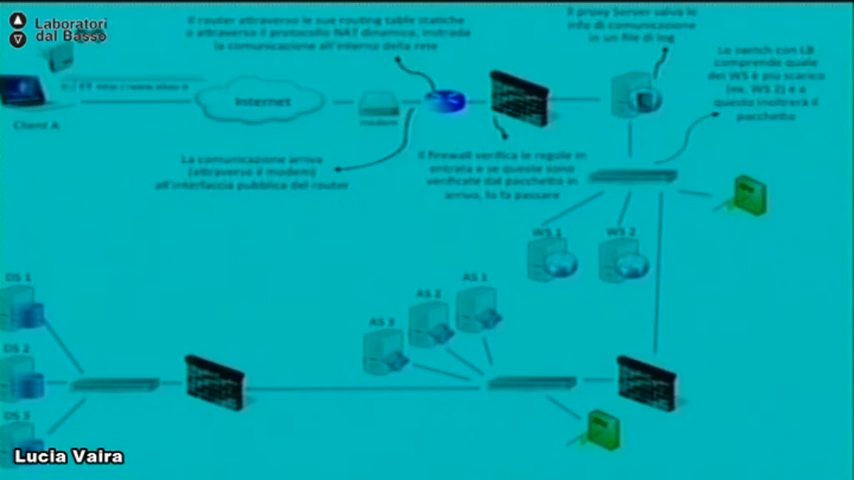 Laboratori
dal Basso
Il router attraverso le sue routing table statiche
o attraverso il protocollo NAT dinamico, instrada
la comunicazione all'interno della rete
il proxy Server salva le
info di comunicazione
in un file di log
Lo switch con LB
comprende quale
dei WS è più scarico
(ex. WS 2) e a
questo inoltrerà il
pacchetto
Client A
Internet
modem
La comunicazione arriva
(attraverso il modem)
all'interfaccia pubblica del router
Il firewall verifica le regole in
entrata e se queste sono
verificate dal pacchetto in
arrivo, lo fa passare
WS 1
WS 2
DS 1
AS 1
AS 2
AS 3
DS 2
DS 3
Lucia Vaira